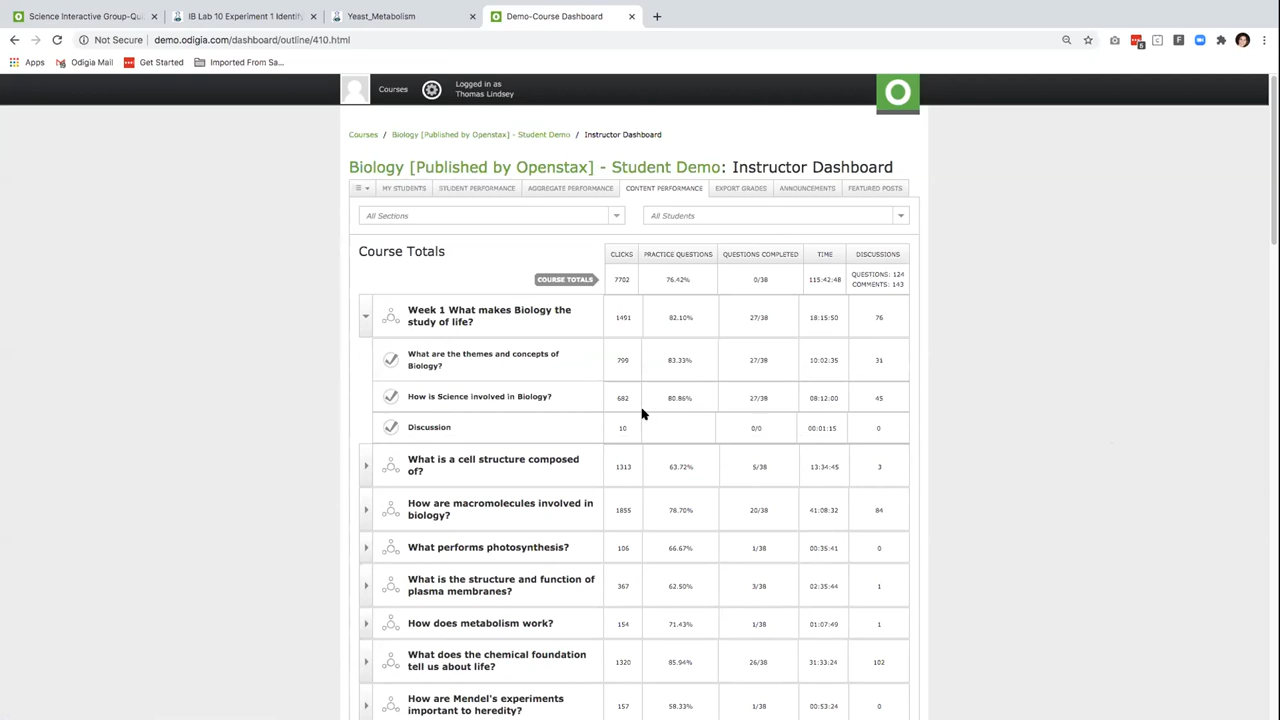 Science Interactive Group-Qu
IB Lab 10 Experiment 1 Identif
Yeast_Metabolism
Demo-Course Dashboard
Not Secure
demo.odigia.com/dashboard/outline/410.html
6
F
Apps
Odigia Mail
Get Started
Imported From Sa...
Courses
Logged in as
Thomas Lindsey
Courses / Biology [Published by Openstax] - Student Demo / Instructor Dashboard
Biology [Published by Openstax] - Student Demo: Instructor Dashboard
MY STUDENTS
STUDENT PERFORMANCE
AGGREGATE PERFORMANCE
CONTENT PERFORMANCE
EXPORT GRADES
ANNOUNCEMENTS
FEATURED POSTS
All Sections
All Students
Course Totals
CLICKS
PRACTICE QUESTIONS
QUESTIONS COMPLETED
TIME
DISCUSSIONS
COURSE TOTALS
7702
76.42%
0/38
115:42:48
QUESTIONS: 124
COMMENTS: 143
Week 1 What makes Biology the
study of life?
1491
82.10%
27/38
18:15:50
76
What are the themes and concepts of
Biology?
799
83.33%
27/38
10:02:35
31
How is Science involved in Biology?
682
80.86%
27/38
08:12:00
45
Discussion
10
0/0
00:01:15
0
What is a cell structure composed
of?
1313
63.72%
5/38
13:34:45
3
How are macromolecules involved in
biology?
1855
78.70%
20/38
41:08:32
84
What performs photosynthesis?
106
66.67%
1/38
00:35:41
0
What is the structure and function of
plasma membranes?
367
62.50%
3/38
02:35:44
1
How does metabolism work?
154
71.43%
1/38
01:07:49
1
What does the chemical foundation
tell us about life?
1320
85.94%
26/38
31:33:24
102
How are Mendel's experiments
important to heredity?
157
58.33%
1/38
00:53:24
0